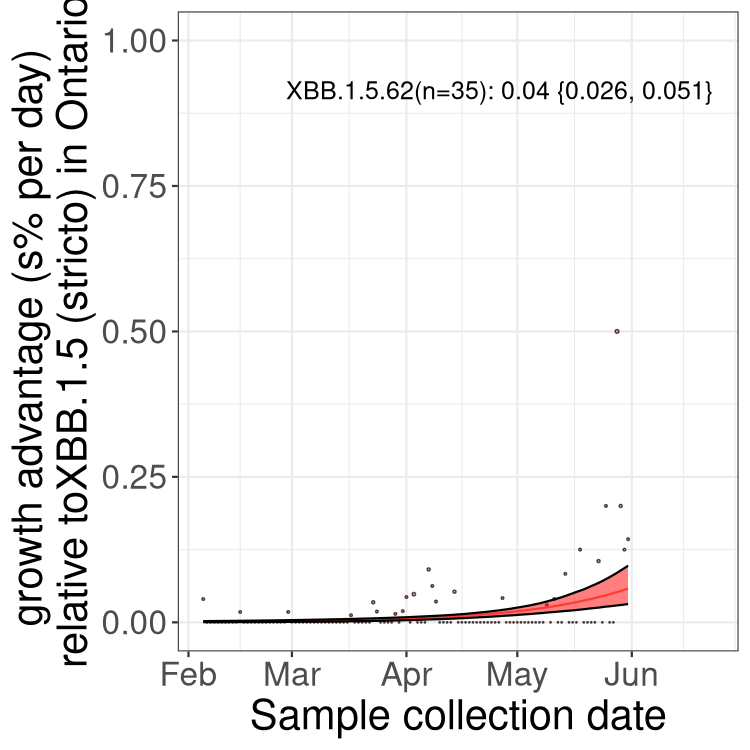 growth advantage (s% per day)
relative toXBB.1.5 (stricto) in Ontario
1.00
0.75
0.50
0.25
0.00
XBB.1.5.62(n=35): 0.04 {0.026, 0.051}
Feb Mar Apr May Jun
Sample collection date